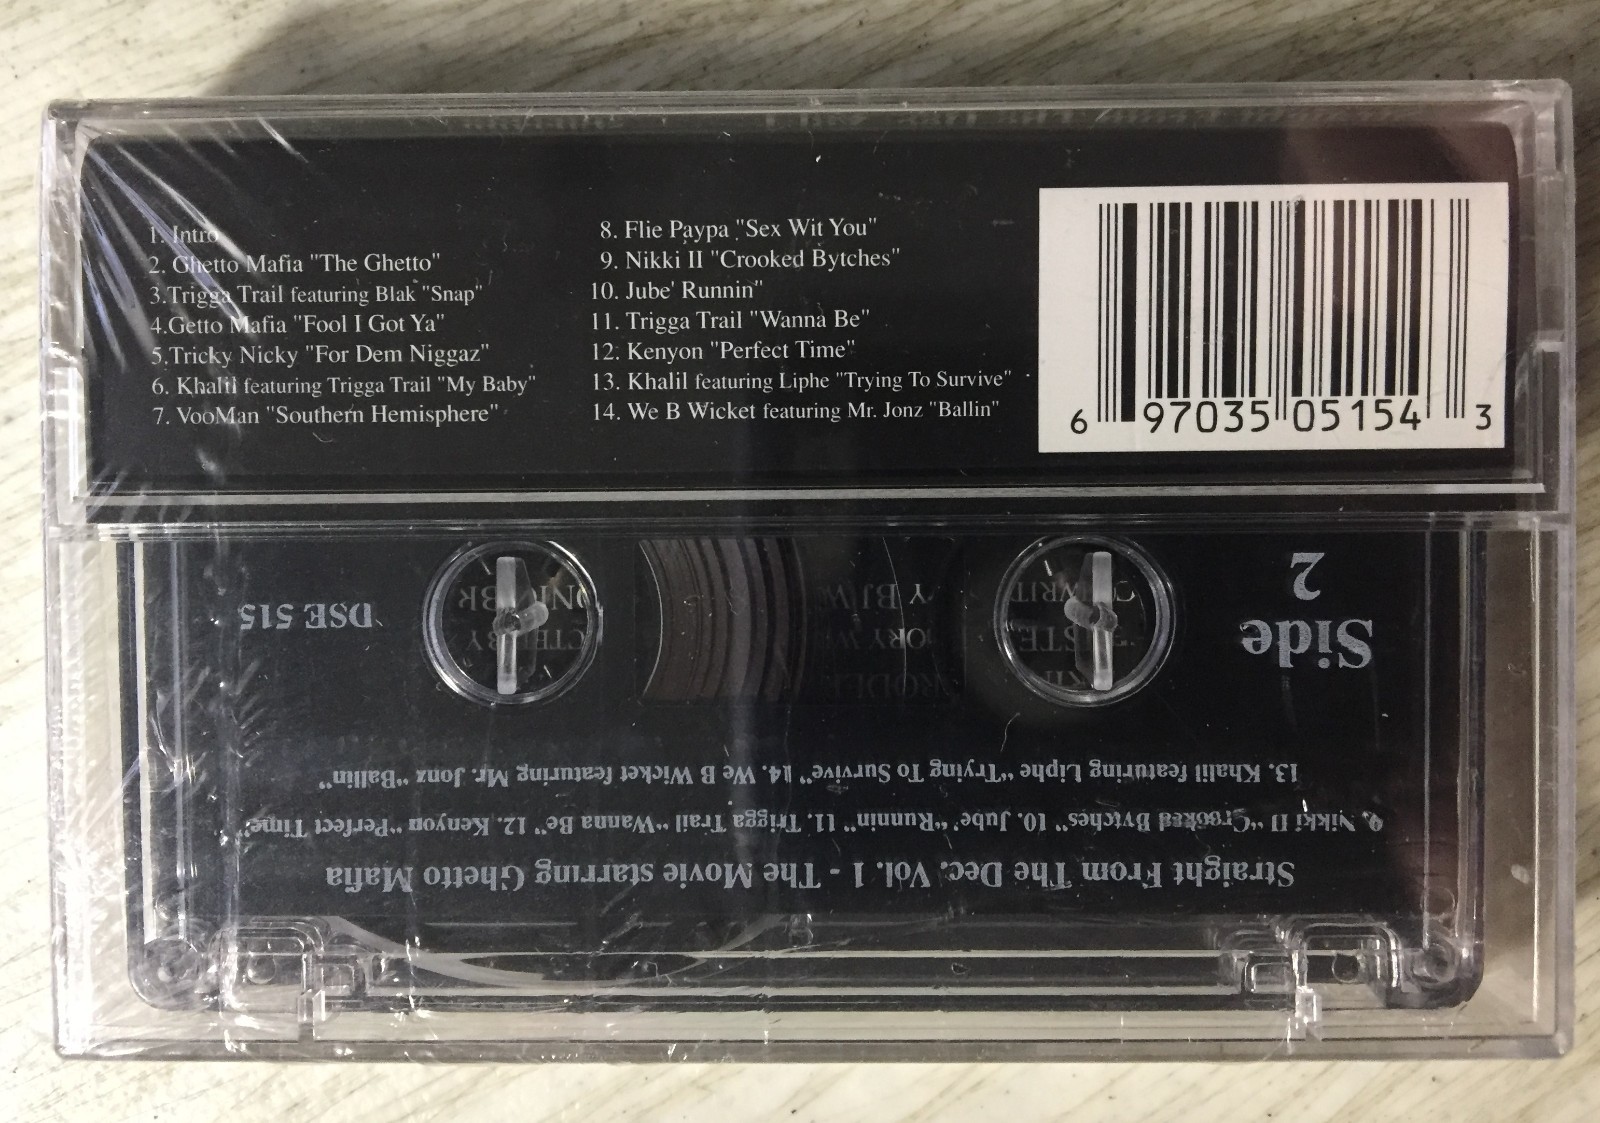 1. Intro
2. Ghetto Mafia "The Ghetto"
3.Trigga Trail featuring Blak "Snap"
4.Getto Mafia "Fool I Got Ya"
5.Tricky Nicky "For Dem Niggaz"
6. Khalil featuring Trigga Trail "My Baby"
7. VooMan "Southern Hemisphere"
8. Flie Paypa "Sex Wit You"
9. Nikki II "Crooked Bytches"
10. Jube' Runnin"
11. Trigga Trail "Wanna Be"
12. Kenyon "Perfect Time"
13. Khalil featuring Liphe "Trying To Survive"
14. We B Wicket featuring Mr. Jonz "Ballin"
6 97035 05154 3
Straight From The Dec. Vol. 1 - The Movie starring Ghetto Mafia
9. Nikki II "Crooked Bytches" 10. Jube' "Runnin" 11. Trigga Trail "Wanna Be" 12. Kenyon "Perfect Time"
13. Khalil featuring Liphe "Trying To Survive" 14. We B Wicket featuring Mr. Jonz "Ballin"
Side
2
DSE 515